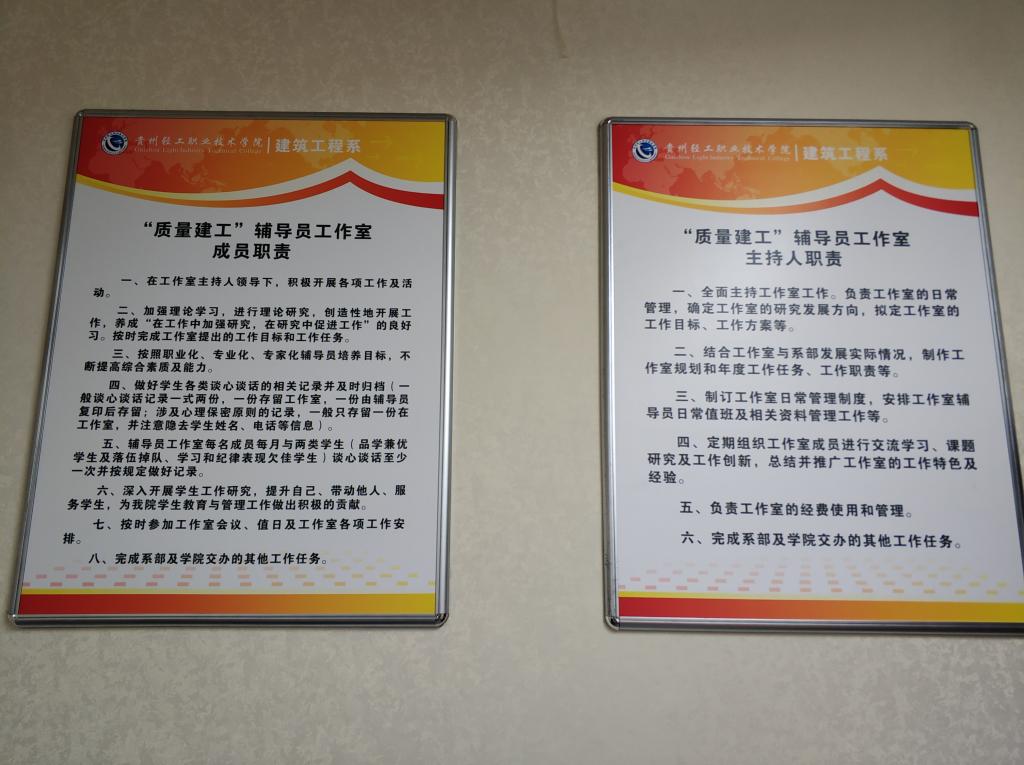 贵州轻工职业技术学院
Guizhou Light Industry Technical College
建筑工程系
“质量建工”辅导员工作室
成员职责
一、在工作室主持人领导下，积极开展各项工作及活
动。
二、加强理论学习，进行理论研究，创造性地开展工
作，养成“在工作中加强研究，在研究中促进工作”的良好
习。按时完成工作室提出的工作目标和工作任务。
三、按照职业化、专业化、专家化辅导员培养目标，不
断提高综合素质及能力。
四、做好学生各类谈心谈话的相关记录并及时归档（一
般谈心谈话记录一式两份，一份存留工作室，一份由辅导员
复印后存留；涉及心理保密原则的记录，一般只存留一份在
工作室，并注意隐去学生姓名、电话等信息）。
五、辅导员工作室每名成员每月与两类学生（品学兼优
学生及落伍掉队、学习和纪律表现欠佳学生）谈心谈话至少
一次并按规定做好记录。
六、深入开展学生工作研究，提升自己、带动他人、服
务学生，为我院学生教育与管理工作做出积极的贡献。
七、按时参加工作室会议、值日及工作室各项工作安
排。
八、完成系部及学院交办的其他工作任务。
贵州轻工职业技术学院
Guizhou Light Industry Technical College
建筑工程系
“质量建工”辅导员工作室
主持人职责
一、全面主持工作室工作。负责工作室的日常
管理，确定工作室的研究发展方向，拟定工作室的
工作目标、工作方案等。
二、结合工作室与系部发展实际情况，制作工
作室规划和年度工作任务、工作职责等。
三、制订工作室日常管理制度，安排工作室辅
导员日常值班及相关资料管理工作等。
四、定期组织工作室成员进行交流学习、课题
研究及工作创新，总结并推广工作室的工作特色及
经验。
五、负责工作室的经费使用和管理。
六、完成系部及学院交办的其他工作任务。